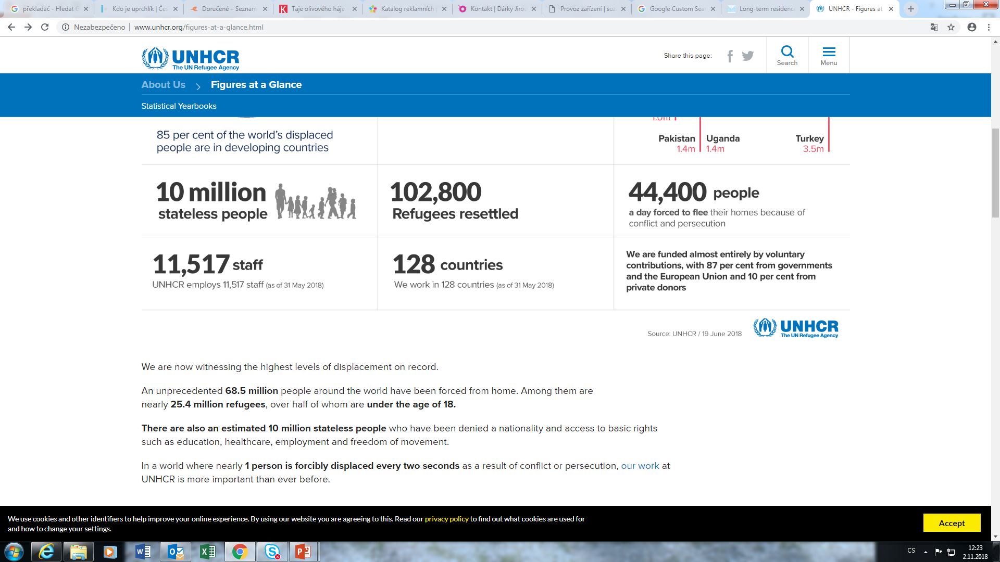 překladač - Hledat G
Kdo je uprchlík | Čes
Doručené – Seznam
Taje olivového háje
Katalog reklamních
Kontakt | Dárky Jirou
Provoz zařízení | suz
Google Custom Sea
Long-term residenc
UNHCR - Figures at
Nezabezpečeno
www.unhcr.org/figures-at-a-glance.html
UNHCR
The UN Refugee Agency
Share this page:
Search
Menu
About Us
Figures at a Glance
Statistical Yearbooks
85 per cent of the world's displaced
people are in developing countries
1.0m
Pakistan
1.4m
Uganda
1.4m
Turkey
3.5m
10 million
stateless people
102,800
Refugees resettled
44,400 people
a day forced to flee their homes because of
conflict and persecution
11,517 staff
UNHCR employs 11,517 staff (as of 31 May 2018)
128 countries
We work in 128 countries (as of 31 May 2018)
We are funded almost entirely by voluntary
contributions, with 87 per cent from governments
and the European Union and 10 per cent from
private donors
Source: UNHCR / 19 June 2018
UNHCR
The UN Refugee Agency
We are now witnessing the highest levels of displacement on record.
An unprecedented 68.5 million people around the world have been forced from home. Among them are
nearly 25.4 million refugees, over half of whom are under the age of 18.
There are also an estimated 10 million stateless people who have been denied a nationality and access to basic rights
such as education, healthcare, employment and freedom of movement.
In a world where nearly 1 person is forcibly displaced every two seconds as a result of conflict or persecution, our work at
UNHCR is more important than ever before.
We use cookies and other identifiers to help improve your online experience. By using our website you are agreeing to this. Read our privacy policy to find out what cookies are used for
and how to change your settings.
Accept
CS
12:23
2.11.2018